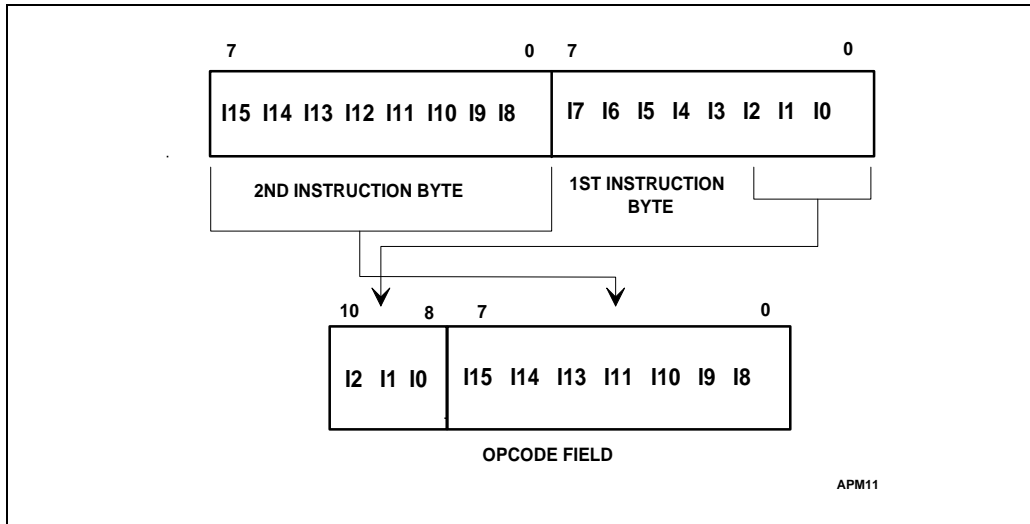 7 0 7 0
I15 I14 I13 I12 I11 I10 I9 I8 I7 I6 I5 I4 I3 I2 I1 I0
2ND INSTRUCTION BYTE
1ST INSTRUCTION
BYTE
10 8 7 0
I2 I1 I0 I15 I14 I13 I11 I10 I9 I8
OPCODE FIELD
APM11